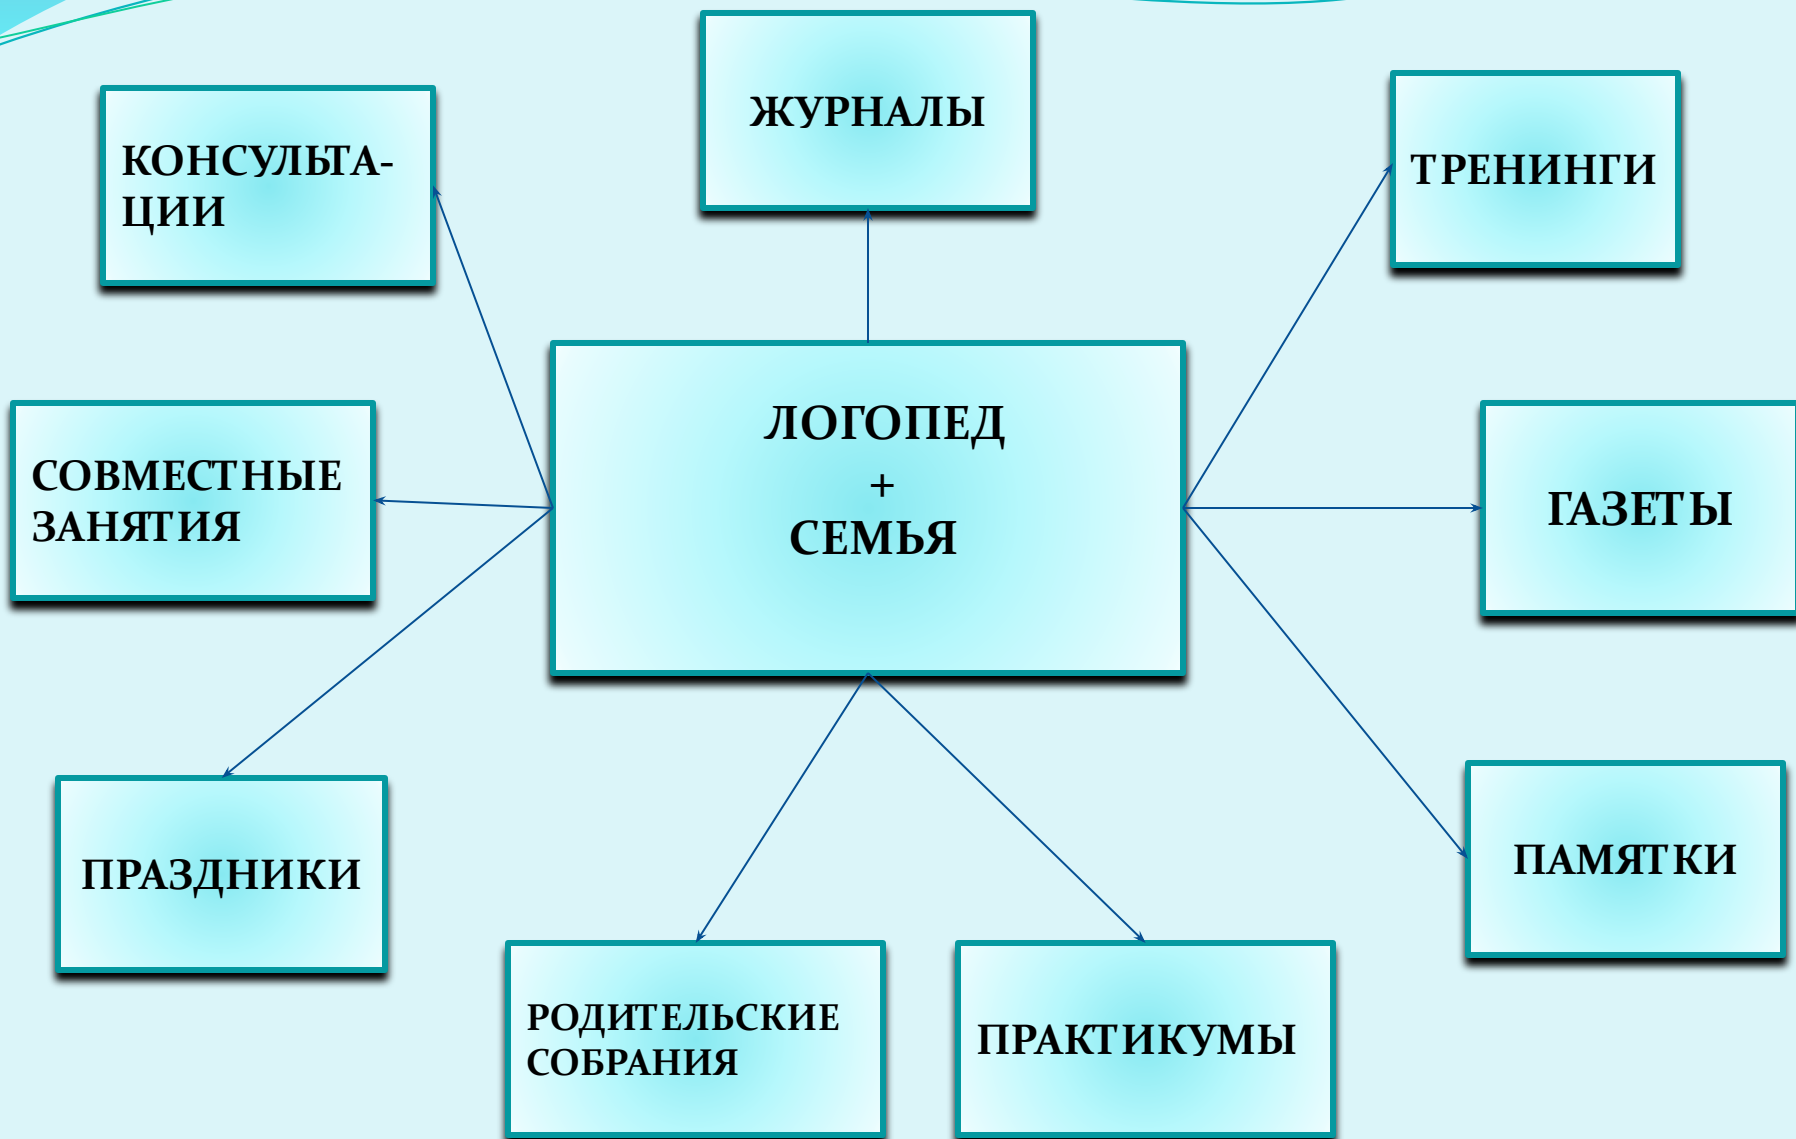 ЖУРНАЛЫ
КОНСУЛЬТА-
ЦИИ
ТРЕНИНГИ
ЛОГОПЕД
+
СЕМЬЯ
СОВМЕСТНЫЕ
ЗАНЯТИЯ
ГАЗЕТЫ
ПРАЗДНИКИ
ПАМЯТКИ
РОДИТЕЛЬСКИЕ
СОБРАНИЯ
ПРАКТИКУМЫ